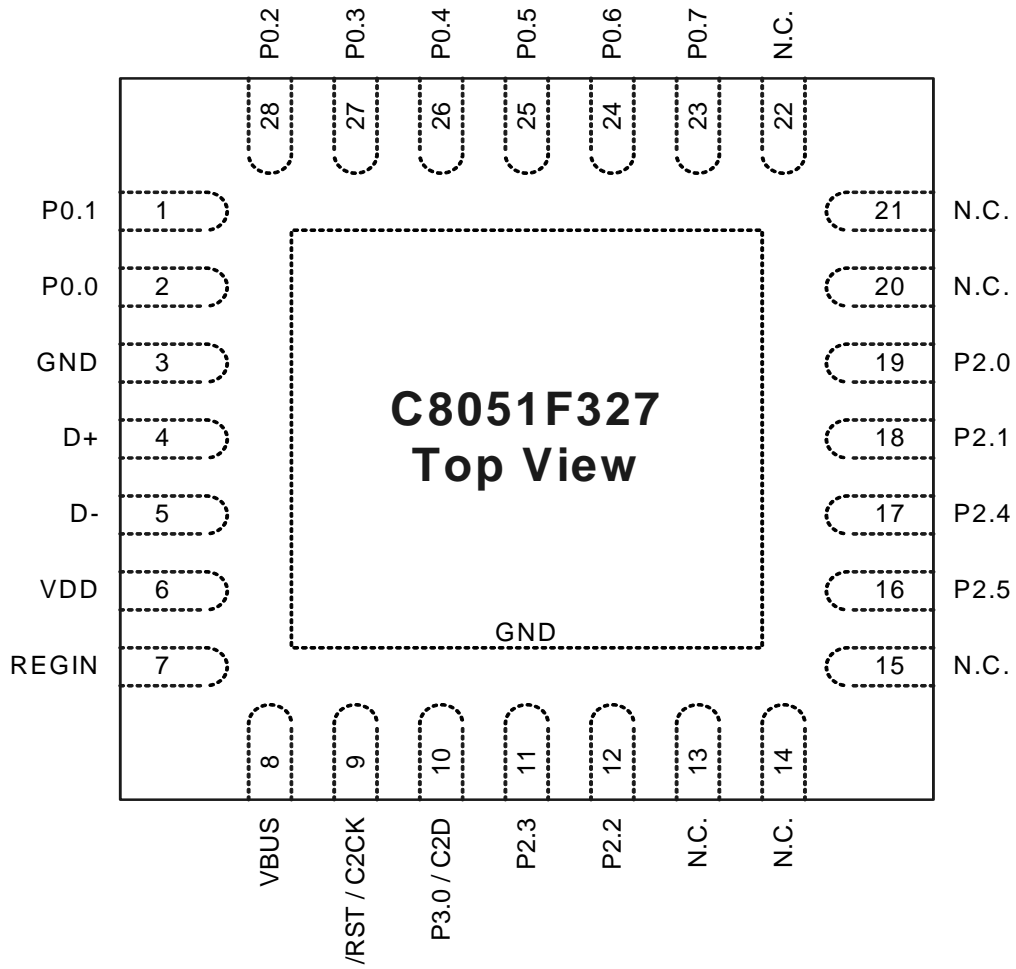 P0.2
P0.3
P0.4
P0.5
P0.6
P0.7
N.C.
28
27
26
25
24
23
22
P0.1
1
21
N.C.
P0.0
2
20
N.C.
GND
3
19
P2.0
C8051F327
Top View
D+
4
18
P2.1
D-
5
17
P2.4
VDD
6
16
P2.5
GND
REGIN
7
15
N.C.
8
9
10
11
12
13
14
VBUS
/RST / C2CK
P3.0 / C2D
P2.3
P2.2
N.C.
N.C.